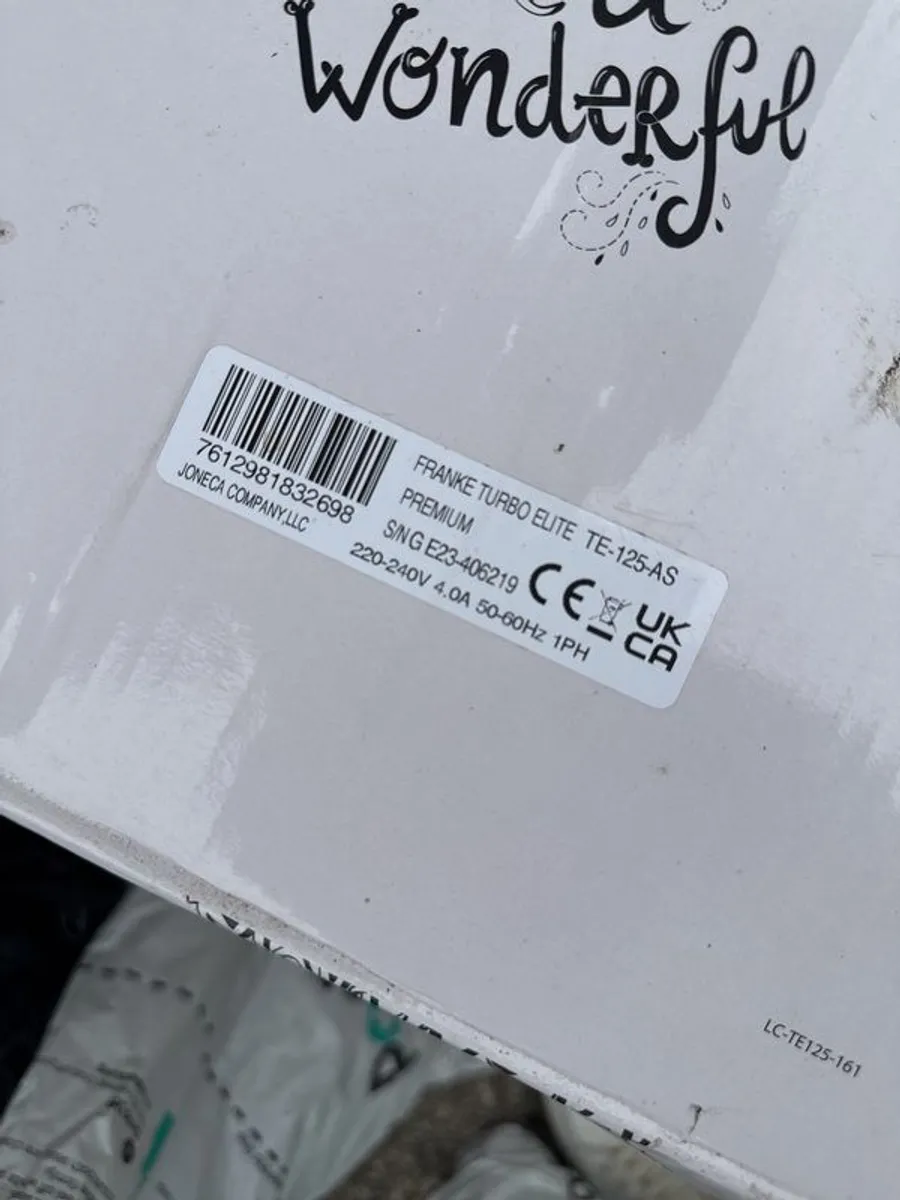 a
Wonderful
7612981832698
JONECA COMPANY,LLC
FRANKE TURBO ELITE TE-125-AS
PREMIUM
S/N G E23-406219
220-240V 4.0A 50-60Hz 1PH
CE
UK
CA
LC-TE125-161